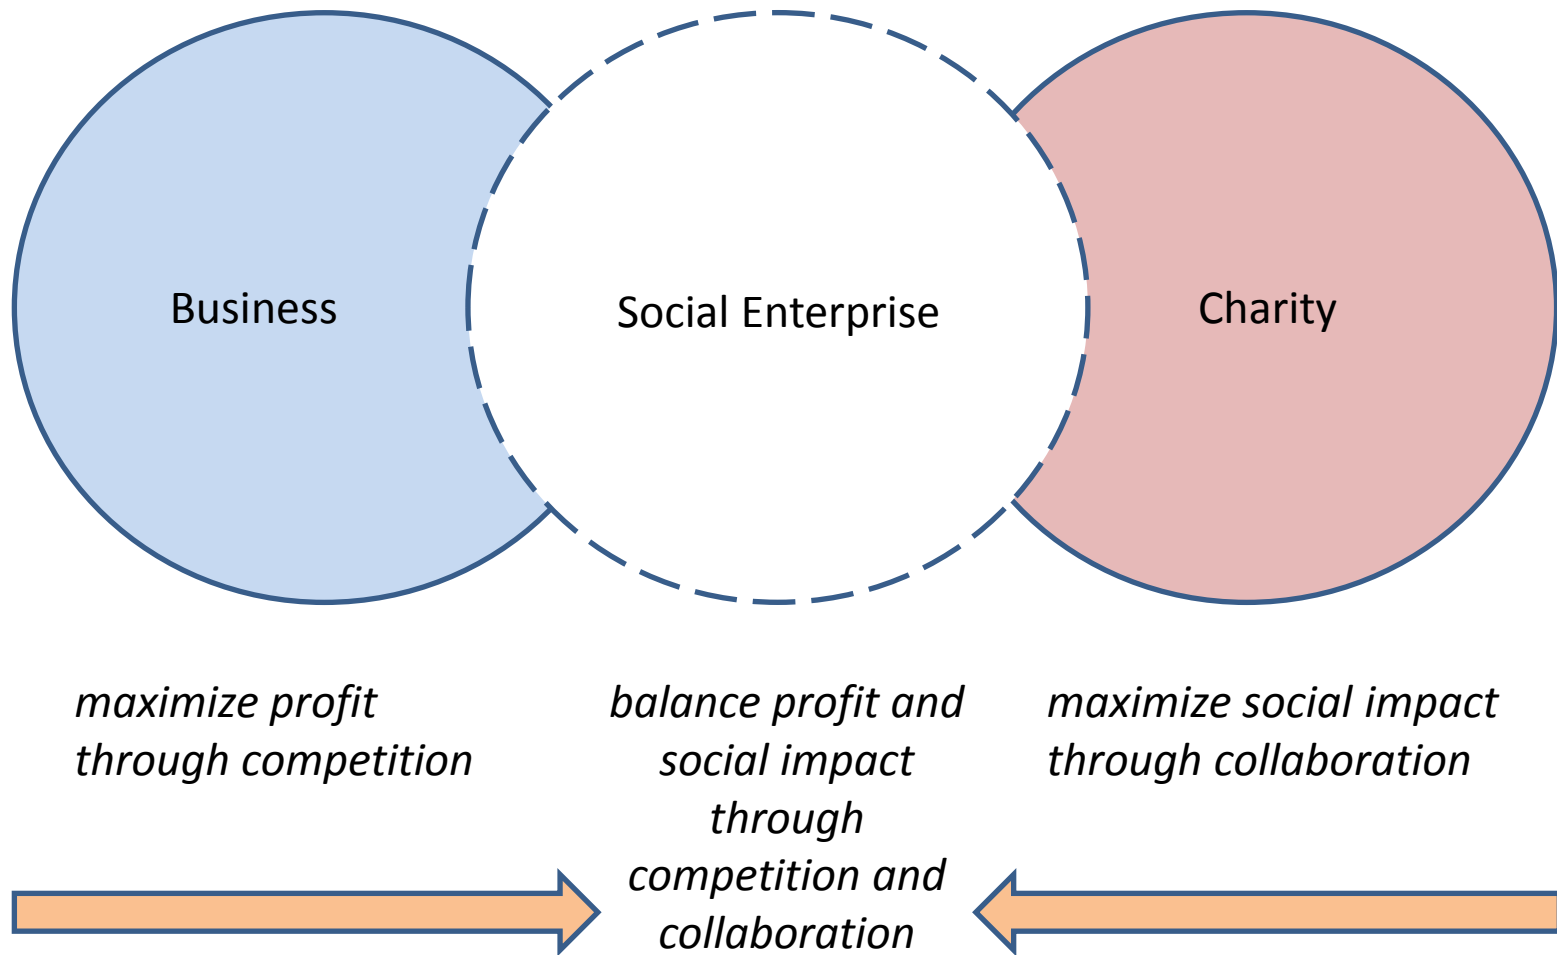 Business
Social Enterprise
Charity
maximize profit
through competition
balance profit and
social impact
through
competition and
collaboration
maximize social impact
through collaboration